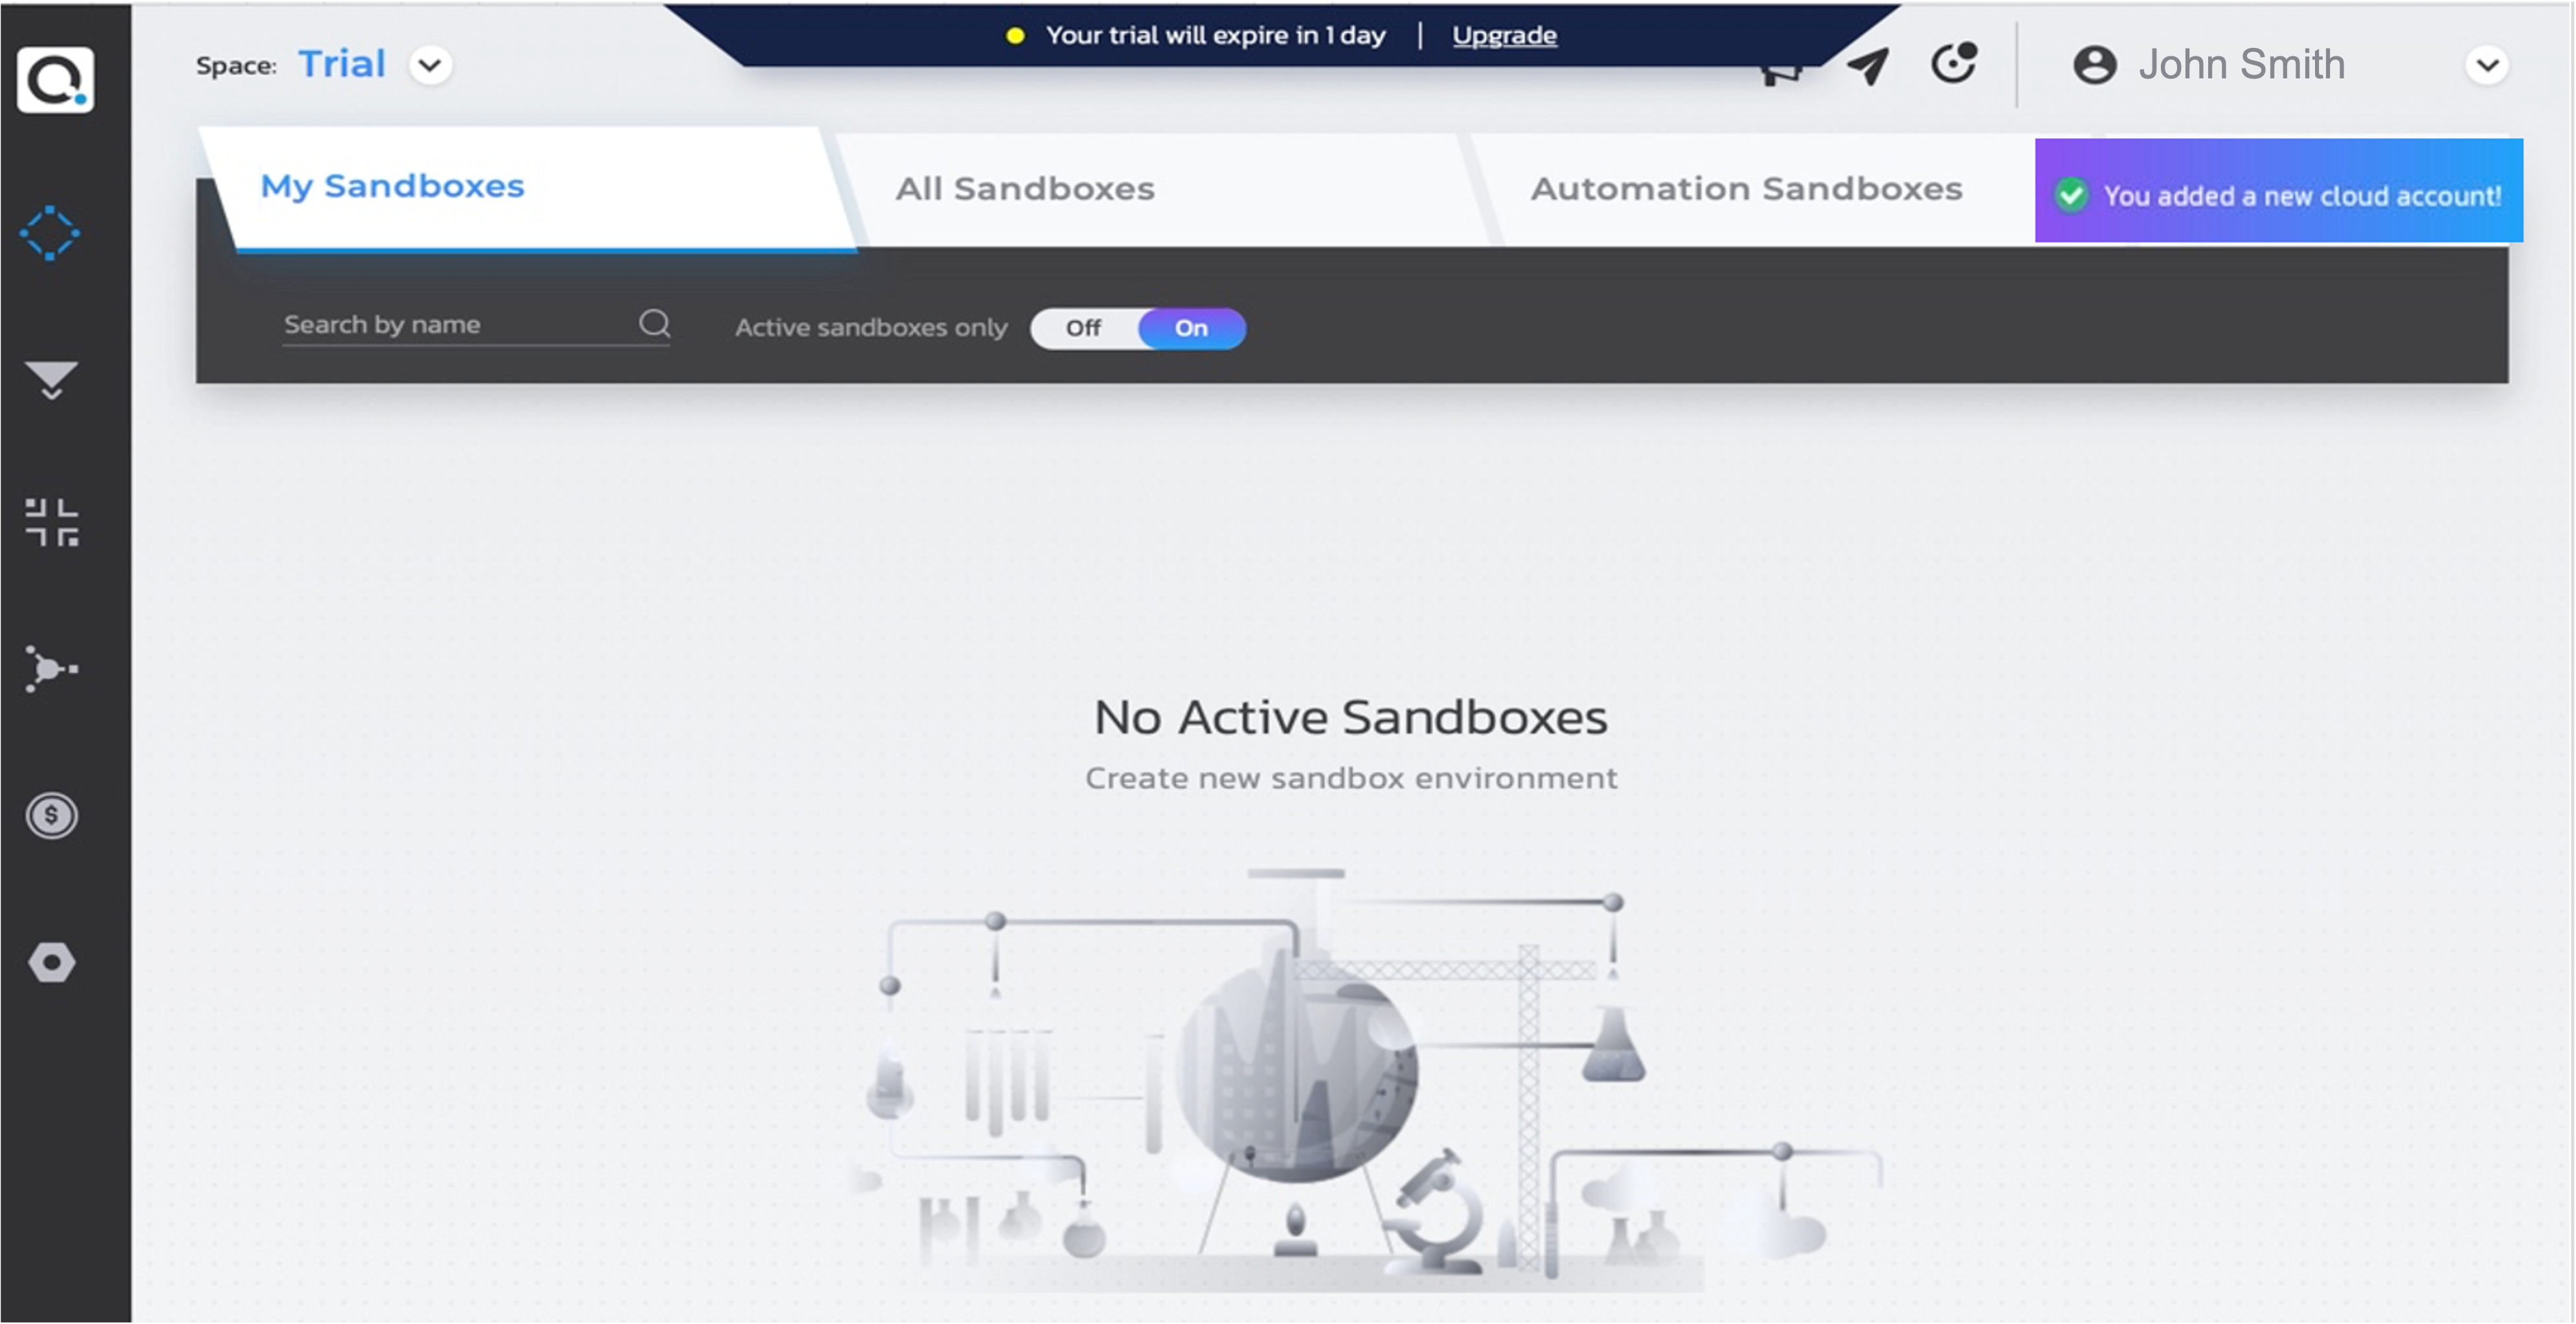 Your trial will expire in 1 day | Upgrade
Space: Trial
John Smith
My Sandboxes
All Sandboxes
Automation Sandboxes
You added a new cloud account!
Search by name
Active sandboxes only
Off
On
No Active Sandboxes
Create new sandbox environment
$